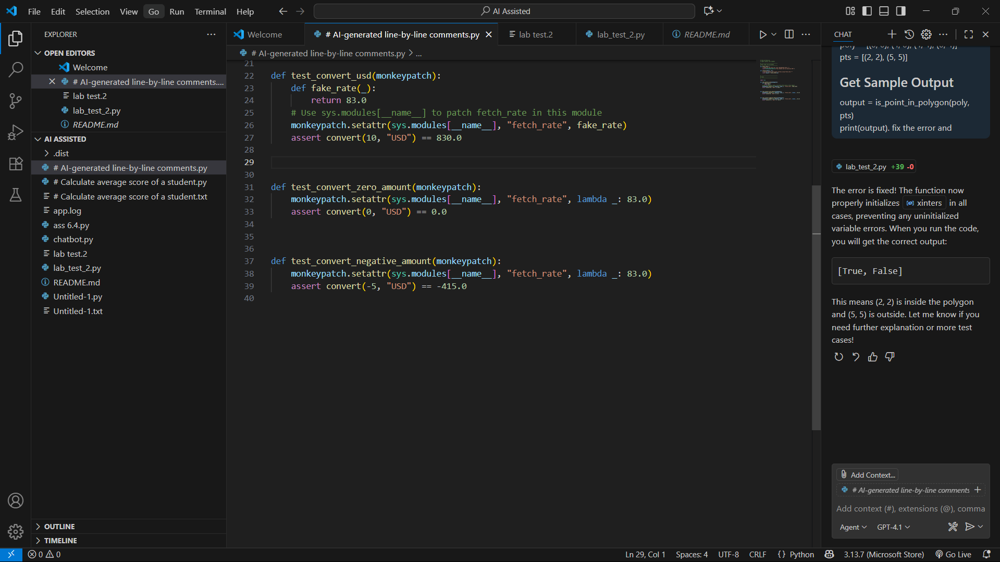 File Edit Selection View Go Run Terminal Help
AI Assisted
EXPLORER
OPEN EDITORS
Welcome
# AI-generated line-by-line comments....
lab test.2
lab_test_2.py
README.md
AI ASSISTED
.dist
# AI-generated line-by-line comments.py
# Calculate average score of a student.py
# Calculate average score of a student.txt
app.log
ass 6.4.py
chatbot.py
lab test.2
lab_test_2.py
README.md
Untitled-1.py
Untitled-1.txt
OUTLINE
TIMELINE
Welcome # AI-generated line-by-line comments.py lab test.2 lab_test_2.py README.md
# AI-generated line-by-line comments.py > ...
21
22 def test_convert_usd(monkeypatch):
23 def fake_rate(_):
24 return 83.0
25 # Use sys.modules[__name__] to patch fetch_rate in this module
26 monkeypatch.setattr(sys.modules[__name__], "fetch_rate", fake_rate)
27 assert convert(10, "USD") == 830.0
28
29
30
31 def test_convert_zero_amount(monkeypatch):
32 monkeypatch.setattr(sys.modules[__name__], "fetch_rate", lambda _: 83.0)
33 assert convert(0, "USD") == 0.0
34
35
36
37 def test_convert_negative_amount(monkeypatch):
38 monkeypatch.setattr(sys.modules[__name__], "fetch_rate", lambda _: 83.0)
39 assert convert(-5, "USD") == -415.0
40
CHAT
pts = [(2, 2), (5, 5)]
Get Sample Output
output = is_point_in_polygon(poly,
pts)
print(output). fix the error and
lab_test_2.py +39 -0
The error is fixed! The function now
properly initializes xinters in all
cases, preventing any uninitialized
variable errors. When you run the code,
you will get the correct output:
[True, False]
This means (2, 2) is inside the polygon
and (5, 5) is outside. Let me know if you
need further explanation or more test
cases!
Add Context...
# AI-generated line-by-line comments
Add context (#), extensions (@), comma
Agent GPT-4.1
0 0
Ln 29, Col 1 Spaces: 4 UTF-8 CRLF {} Python 3.13.7 (Microsoft Store) Go Live